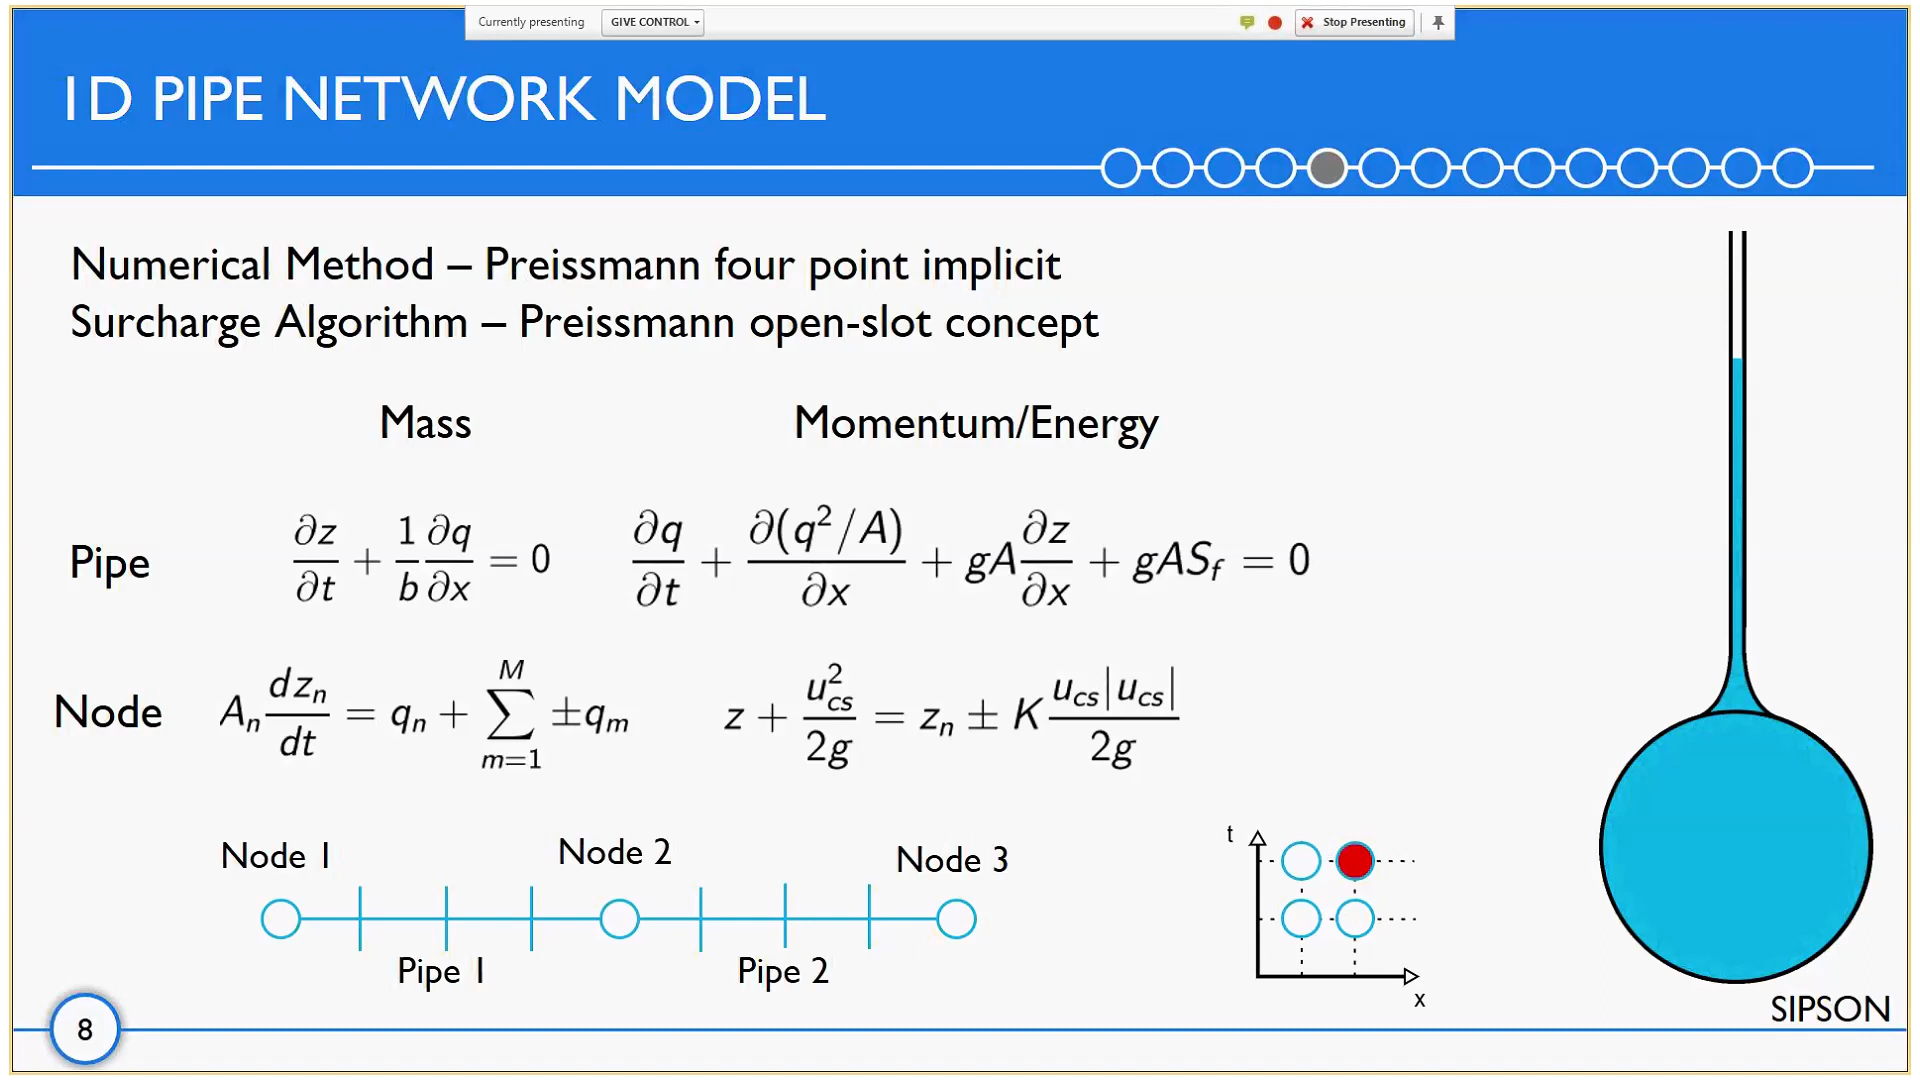 Currently presenting GIVE CONTROL Stop Presenting
1D PIPE NETWORK MODEL
Numerical Method – Preissmann four point implicit
Surcharge Algorithm – Preissmann open-slot concept
Mass Momentum/Energy
Pipe ∂z/∂t + 1/b ∂q/∂x = 0 ∂q/∂t + ∂(q²/A)/∂x + gA ∂z/∂x + gAS_f = 0
Node A_n dz_n/dt = q_n + ∑_{m=1}^{M} ±q_m z + u_cs²/2g = z_n ± K u_cs|u_cs|/2g
Node 1 Node 2 Node 3
Pipe 1 Pipe 2
t
x
SIPSON
8